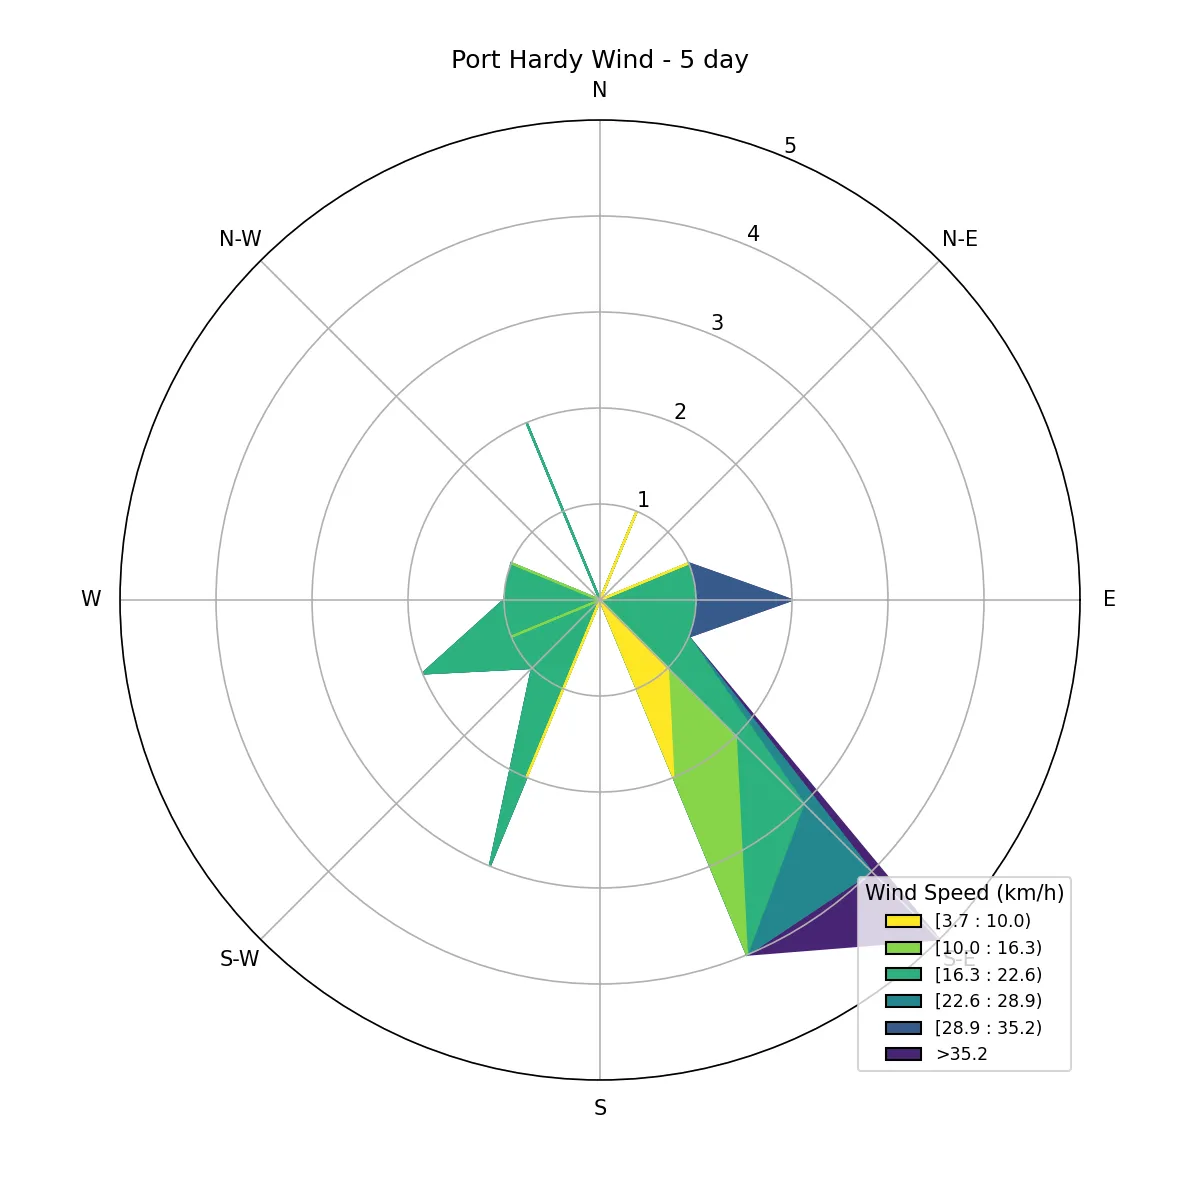 Port Hardy Wind - 5 day
N
5
N-W
4
N-E
3
2
1
W
E
Wind Speed (km/h)
[3.7 : 10.0)
[10.0 : 16.3)
[16.3 : 22.6)
[22.6 : 28.9)
[28.9 : 35.2)
>35.2
S-W
S-E
S